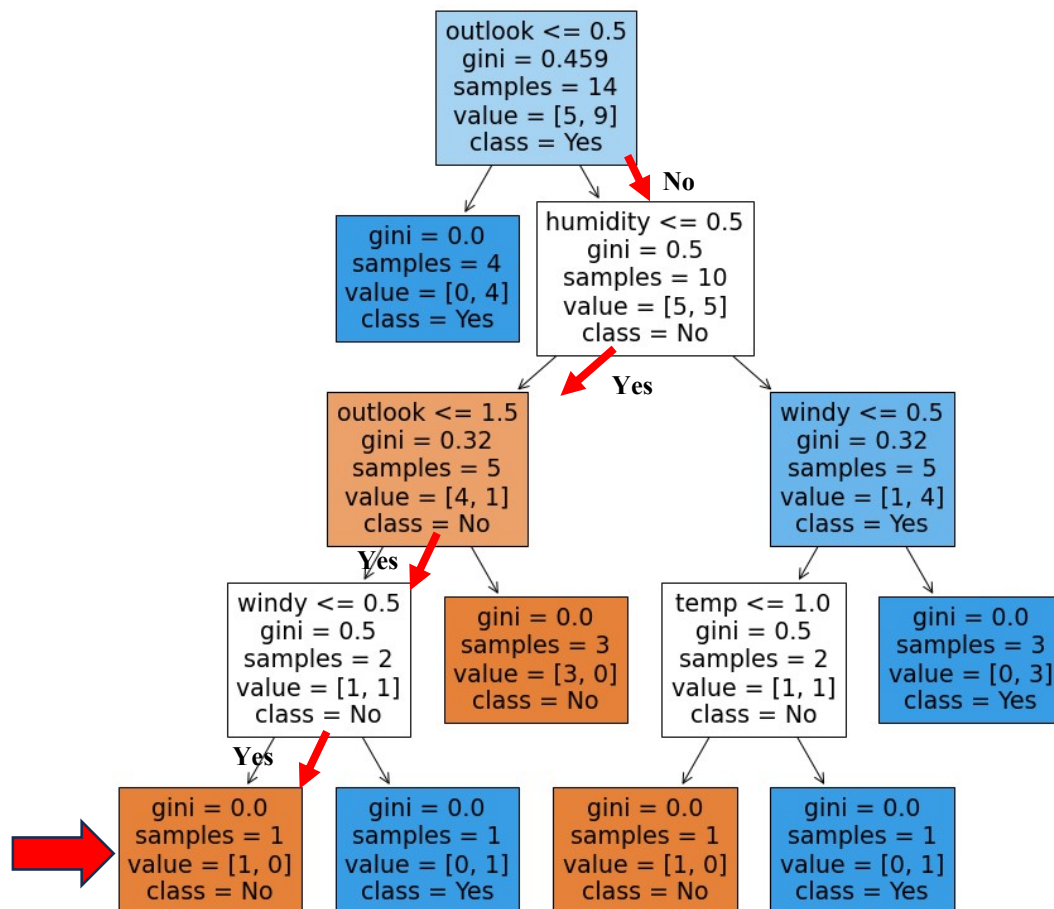 outlook <= 0.5
gini = 0.459
samples = 14
value = [5, 9]
class = Yes
No
gini = 0.0
samples = 4
value = [0, 4]
class = Yes
humidity <= 0.5
gini = 0.5
samples = 10
value = [5, 5]
class = No
Yes
outlook <= 1.5
gini = 0.32
samples = 5
value = [4, 1]
class = No
windy <= 0.5
gini = 0.32
samples = 5
value = [1, 4]
class = Yes
Yes
windy <= 0.5
gini = 0.5
samples = 2
value = [1, 1]
class = No
gini = 0.0
samples = 3
value = [3, 0]
class = No
temp <= 1.0
gini = 0.5
samples = 2
value = [1, 1]
class = No
gini = 0.0
samples = 3
value = [0, 3]
class = Yes
Yes
gini = 0.0
samples = 1
value = [1, 0]
class = No
gini = 0.0
samples = 1
value = [0, 1]
class = Yes
gini = 0.0
samples = 1
value = [1, 0]
class = No
gini = 0.0
samples = 1
value = [0, 1]
class = Yes